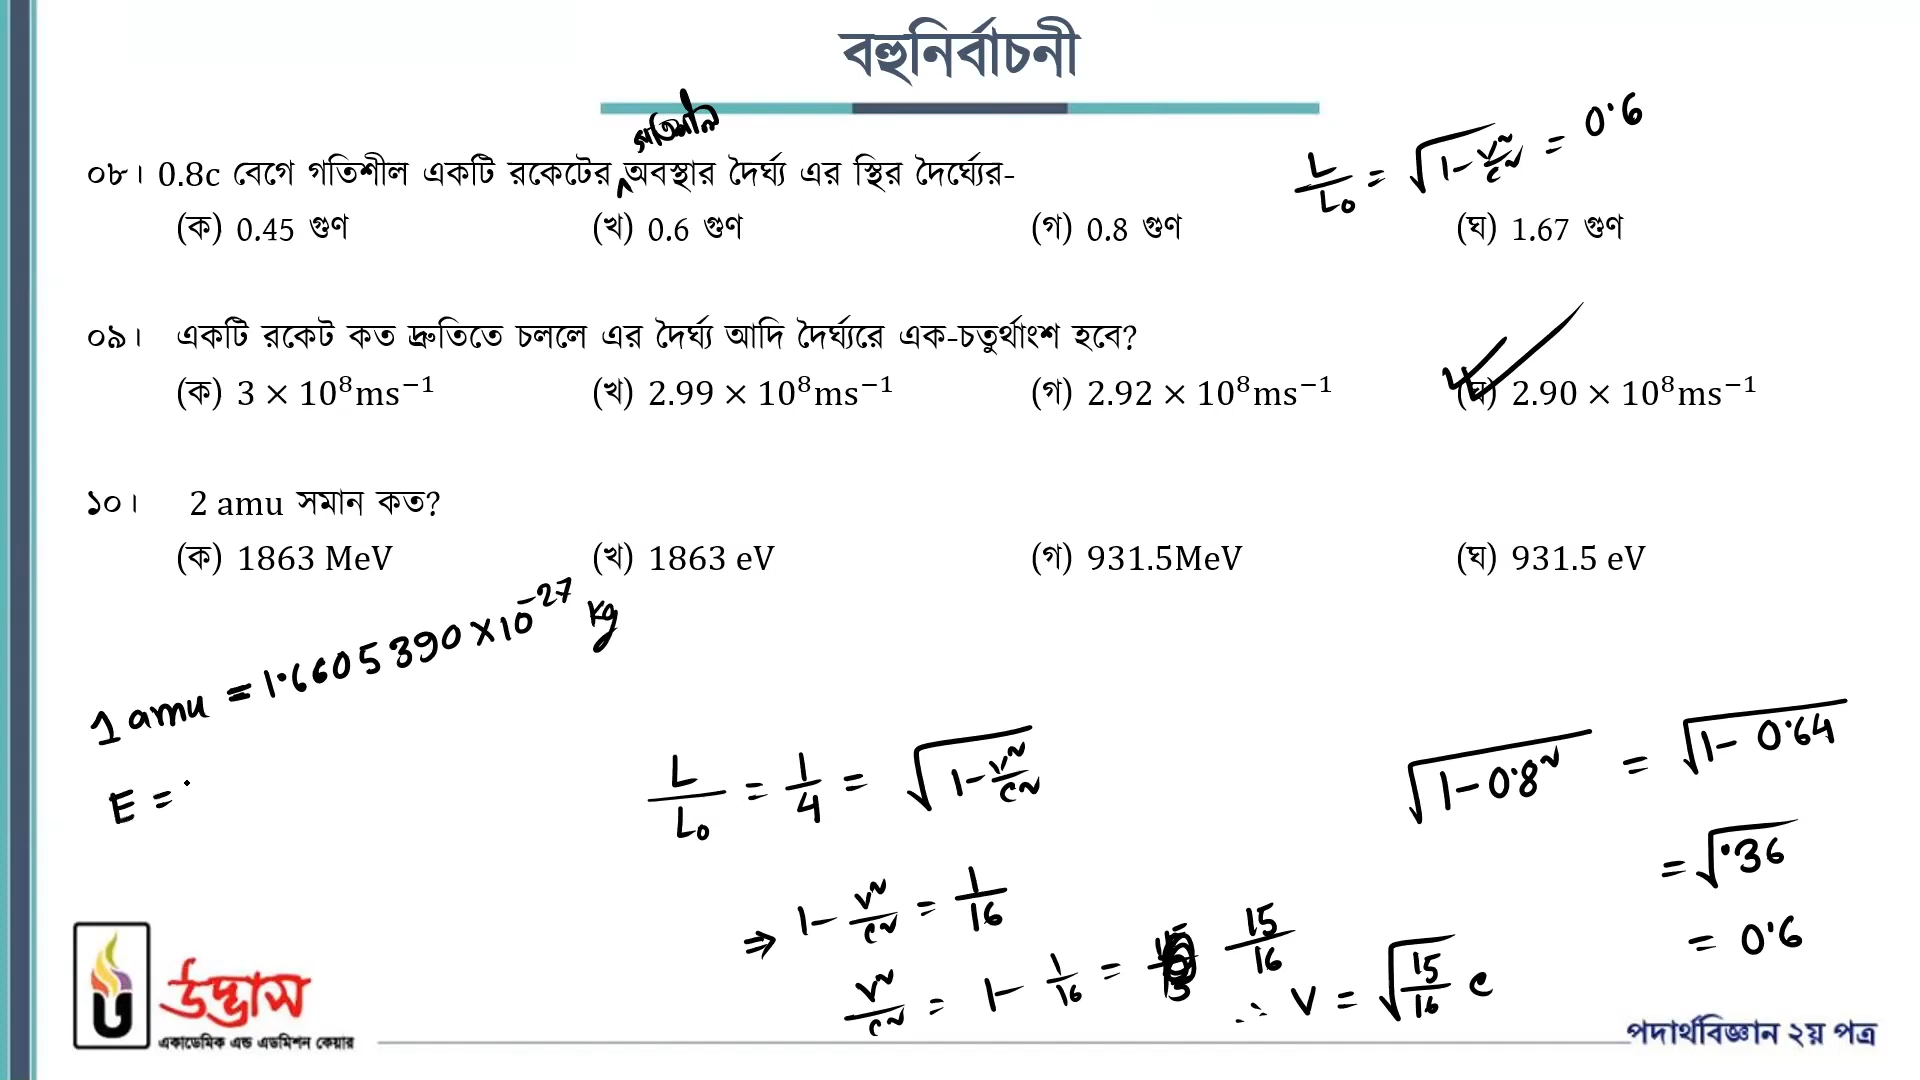 বহুনির্বাচনী
গতিশীল
০৮। 0.8c বেগে গতিশীল একটি রকেটের ^ অবস্থার দৈর্ঘ্য এর স্থির দৈর্ঘ্যের-
L/L₀ = √(1 - v²/c²) = 0.6
(ক) 0.45 গুণ (খ) 0.6 গুণ (গ) 0.8 গুণ (ঘ) 1.67 গুণ
০৯। একটি রকেট কত দ্রুতিতে চললে এর দৈর্ঘ্য আদি দৈর্ঘ্যরে এক-চতুর্থাংশ হবে?
(ক) 3 × 10⁸ms⁻¹ (খ) 2.99 × 10⁸ms⁻¹ (গ) 2.92 × 10⁸ms⁻¹ (ঘ) 2.90 × 10⁸ms⁻¹
১০। 2 amu সমান কত?
(ক) 1863 MeV (খ) 1863 eV (গ) 931.5MeV (ঘ) 931.5 eV
1 amu = 1.6605390 × 10⁻²⁷ kg
E =
L/L₀ = 1/4 = √(1 - v²/c²)
⇒ 1 - v²/c² = 1/16
v²/c² = 1 - 1/16 = 15/16
∴ v = √(15/16) c
√(1 - 0.8²) = √(1 - 0.64)
= √.36
= 0.6
উদ্ভাস
একাডেমিক এন্ড এডমিশন কেয়ার
পদার্থবিজ্ঞান ২য় পত্র